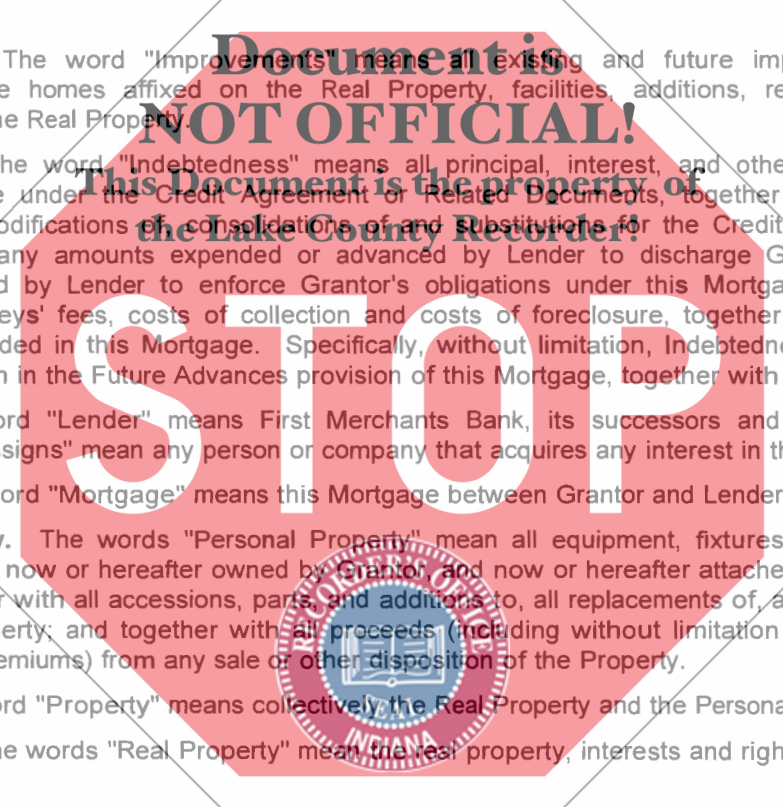 Document is
NOT OFFICIAL!
This Document is the property of
the Lake County Recorder!
STOP
The word "Improvements" means all existing and future imp
e homes affixed on the Real Property, facilities, additions, re
he Real Property.
he word "Indebtedness" means all principal, interest, and othe
e under the Credit Agreement or Related Documents, together
odifications of, consolidations of and substitutions for the Credit
any amounts expended or advanced by Lender to discharge G
d by Lender to enforce Grantor's obligations under this Mortga
eys' fees, costs of collection and costs of foreclosure, together
ded in this Mortgage. Specifically, without limitation, Indebtedne
n in the Future Advances provision of this Mortgage, together with
ord "Lender" means First Merchants Bank, its successors and
ssigns" mean any person or company that acquires any interest in th
ord "Mortgage" means this Mortgage between Grantor and Lender
y. The words "Personal Property" mean all equipment, fixtures
now or hereafter owned by Grantor, and now or hereafter attache
r with all accessions, parts, and additions to, all replacements of, a
erty; and together with all proceeds (including without limitation
emiums) from any sale or other disposition of the Property.
ord "Property" means collectively the Real Property and the Persona
he words "Real Property" mean the real property, interests and righ
RECORDER OF
SEAL
INDIANA